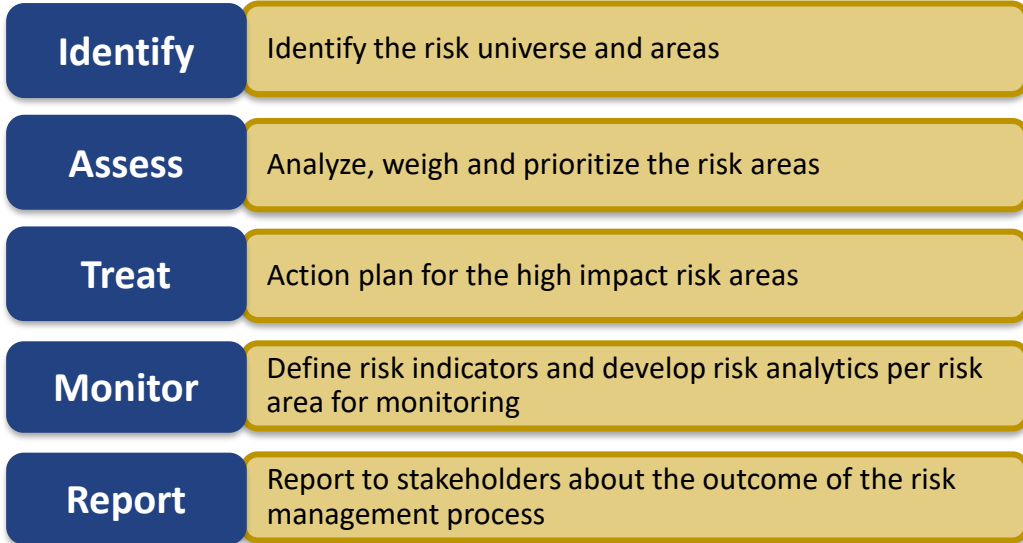 Identify
Identify the risk universe and areas
Assess
Analyze, weigh and prioritize the risk areas
Treat
Action plan for the high impact risk areas
Monitor
Define risk indicators and develop risk analytics per risk
area for monitoring
Report
Report to stakeholders about the outcome of the risk
management process